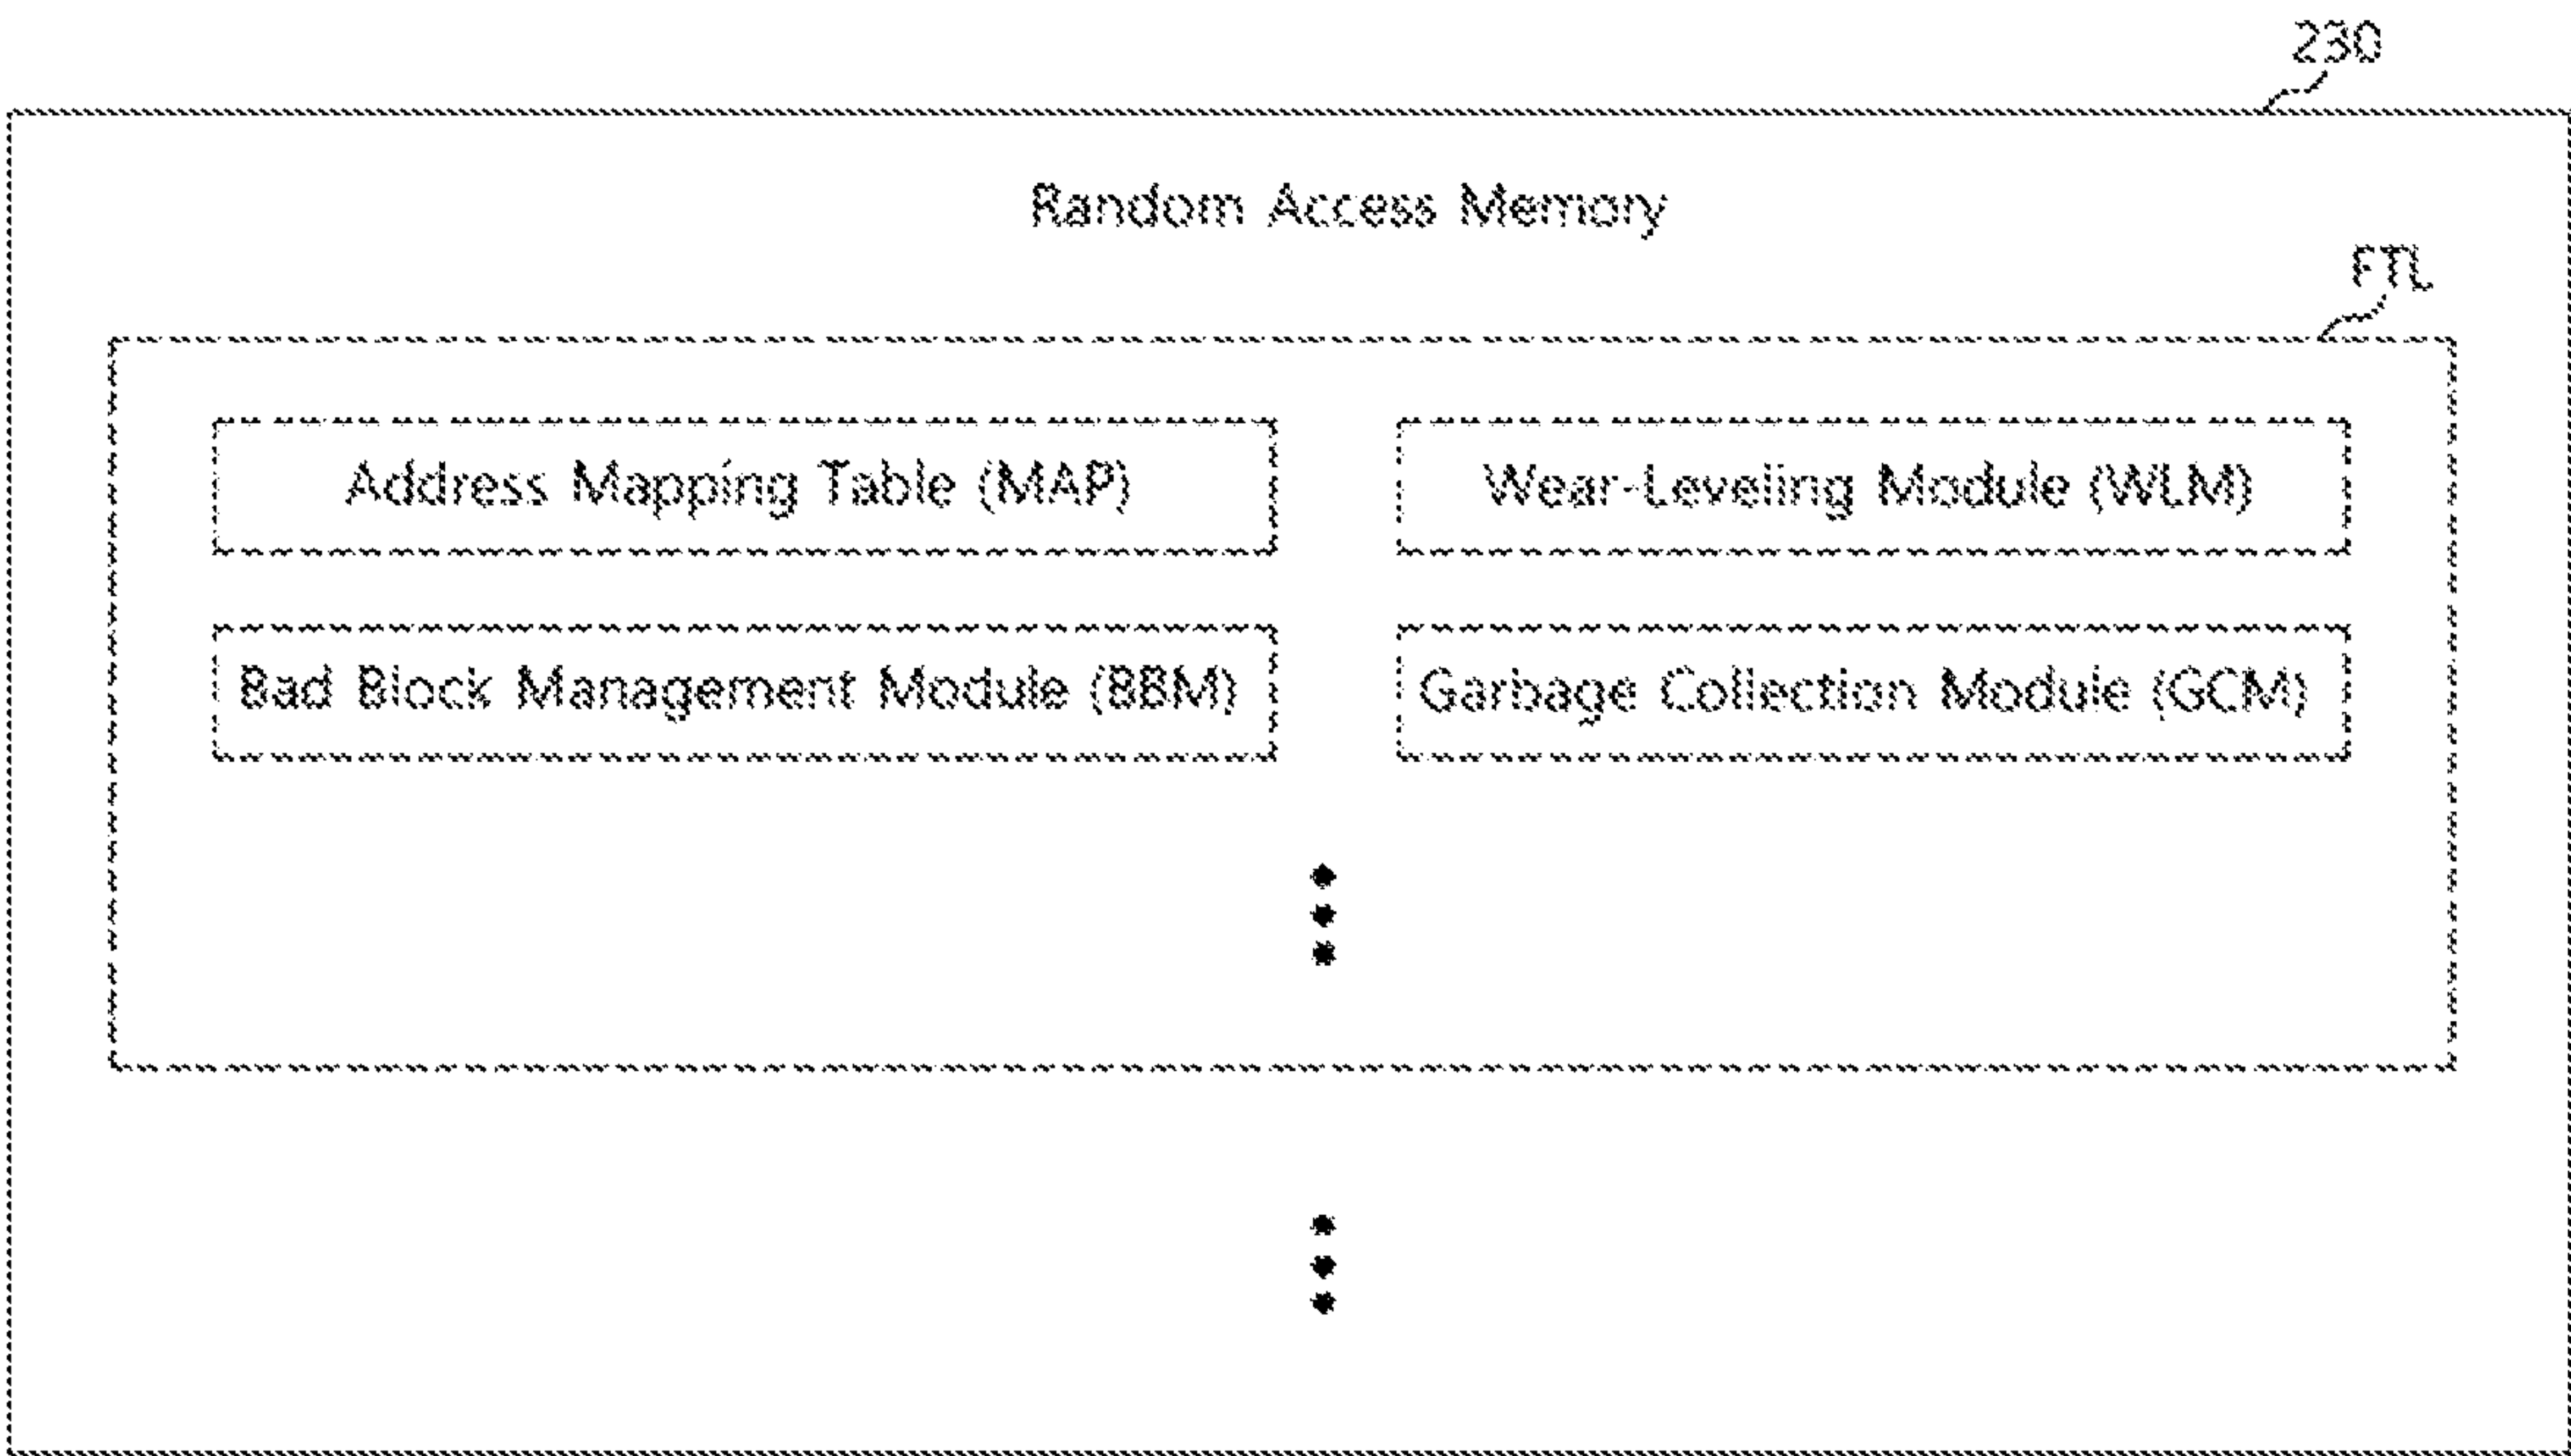 230
Random Access Memory
FTL
Address Mapping Table (MAP)
Wear-Leveling Module (WLM)
Bad Block Management Module (BBM)
Garbage Collection Module (GCM)